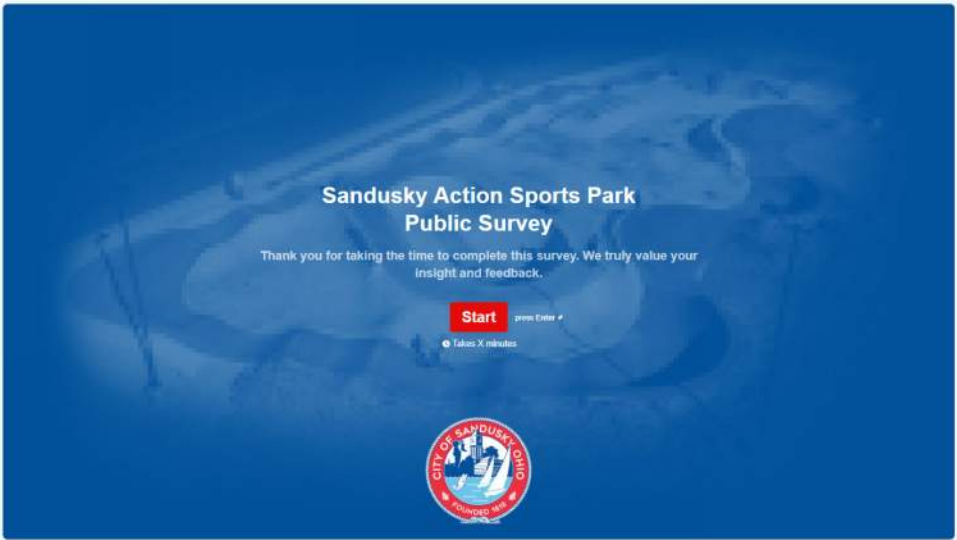 Sandusky Action Sports Park
Public Survey
Thank you for taking the time to complete this survey. We truly value your
insight and feedback.
Start press Enter
Takes X minutes
CITY OF SANDUSKY, OHIO
FOUNDED 1818